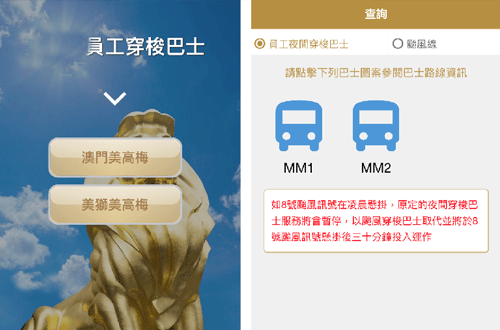 員工穿梭巴士
澳門美高梅
美獅美高梅
查詢
員工夜間穿梭巴士
颱風線
請點擊下列巴士圖案參閱巴士路線資訊
MM1
MM2
如8號颱風訊號在凌晨懸掛，原定的夜間穿梭巴
士服務將會暫停，以颱風穿梭巴士取代並將於8
號颱風訊號懸掛後三十分鐘投入運作